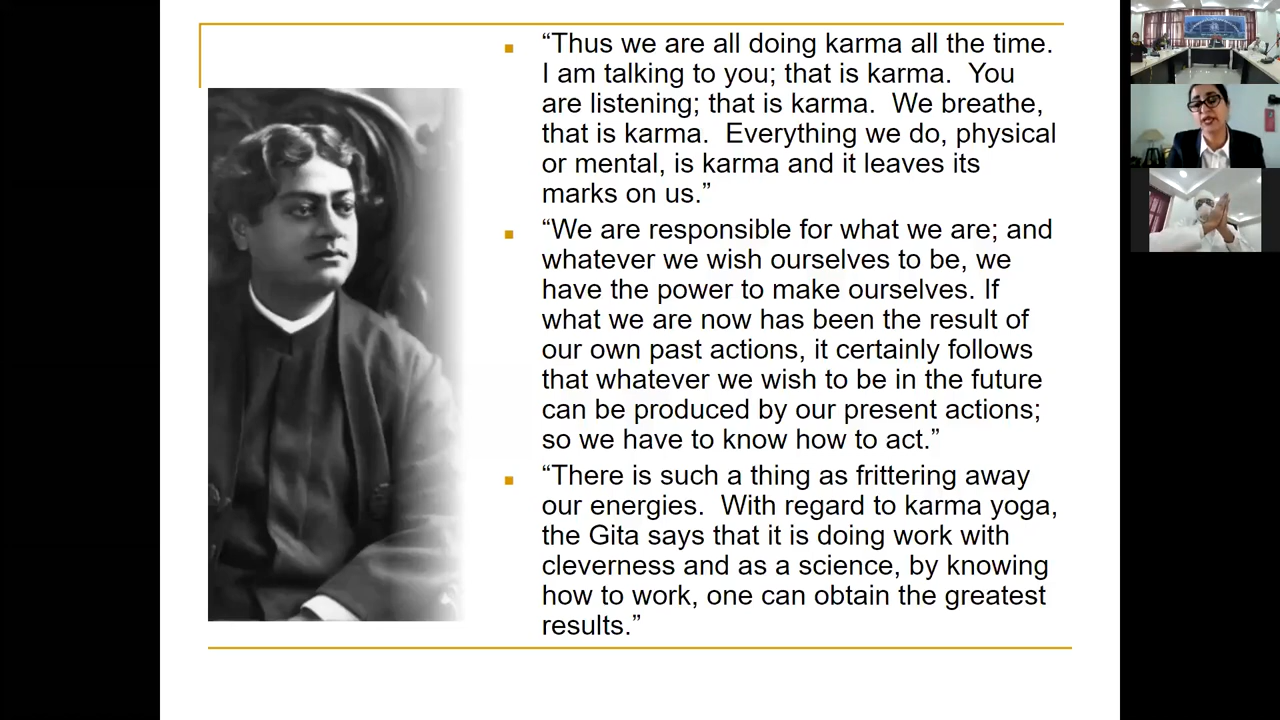 “Thus we are all doing karma all the time.
I am talking to you; that is karma.  You
are listening; that is karma.  We breathe,
that is karma.  Everything we do, physical
or mental, is karma and it leaves its
marks on us.”
“We are responsible for what we are; and
whatever we wish ourselves to be, we
have the power to make ourselves. If
what we are now has been the result of
our own past actions, it certainly follows
that whatever we wish to be in the future
can be produced by our present actions;
so we have to know how to act.”
“There is such a thing as frittering away
our energies.  With regard to karma yoga,
the Gita says that it is doing work with
cleverness and as a science, by knowing
how to work, one can obtain the greatest
results.”